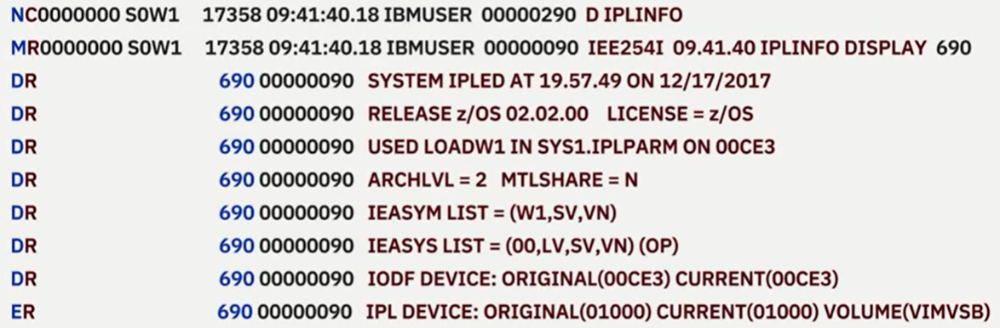 NC0000000 S0W1 17358 09:41:40.18 IBMUSER 00000290 D IPLINFO
MR0000000 S0W1 17358 09:41:40.18 IBMUSER 00000090 IEE254I 09.41.40 IPLINFO DISPLAY 690
DR 690 00000090 SYSTEM IPLED AT 19.57.49 ON 12/17/2017
DR 690 00000090 RELEASE z/OS 02.02.00 LICENSE = z/OS
DR 690 00000090 USED LOADW1 IN SYS1.IPLPARM ON 00CE3
DR 690 00000090 ARCHLVL = 2 MTLSHARE = N
DR 690 00000090 IEASYM LIST = (W1,SV,VN)
DR 690 00000090 IEASYS LIST = (00,LV,SV,VN) (OP)
DR 690 00000090 IODF DEVICE: ORIGINAL(00CE3) CURRENT(00CE3)
ER 690 00000090 IPL DEVICE: ORIGINAL(01000) CURRENT(01000) VOLUME(VIMVSB)